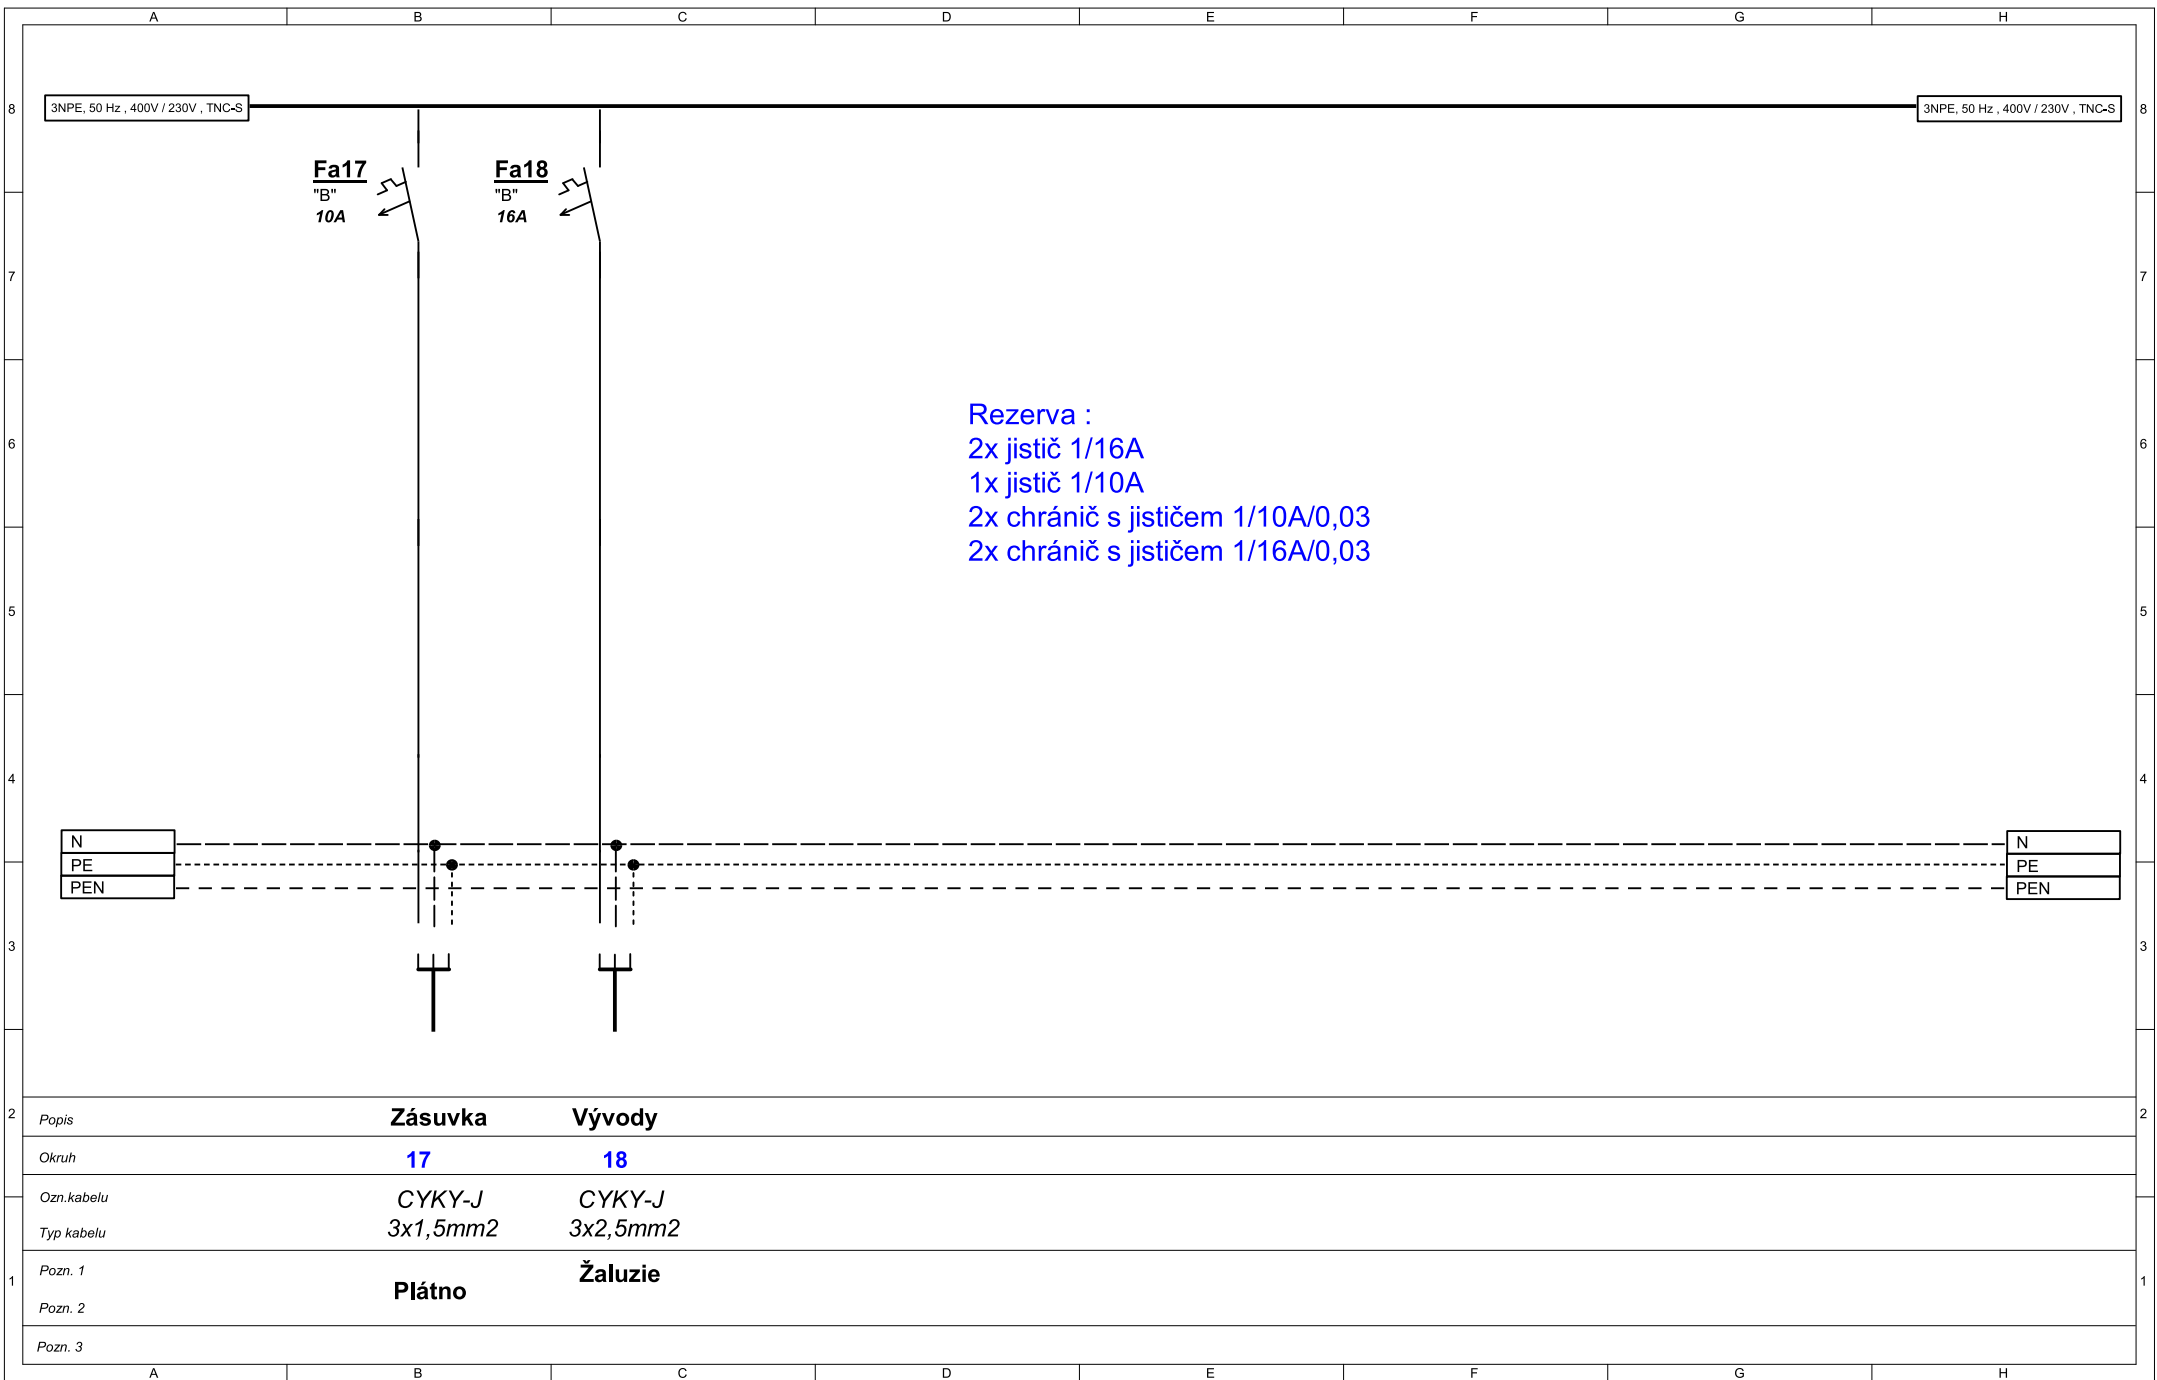 A B C D E F G H
8 3NPE, 50 Hz , 400V / 230V , TNC-S 3NPE, 50 Hz , 400V / 230V , TNC-S 8
Fa17 Fa18
"B" "B"
10A 16A
7 7
Rezerva :
6 2x jistič 1/16A 6
1x jistič 1/10A
2x chránič s jističem 1/10A/0,03
2x chránič s jističem 1/16A/0,03
5 5
4 4
N N
PE PE
PEN PEN
3 3
2 Popis Zásuvka Vývody 2
Okruh 17 18
Ozn.kabelu CYKY-J CYKY-J
Typ kabelu 3x1,5mm2 3x2,5mm2
Pozn. 1 Žaluzie
1 Plátno 1
Pozn. 2
Pozn. 3
A B C D E F G H